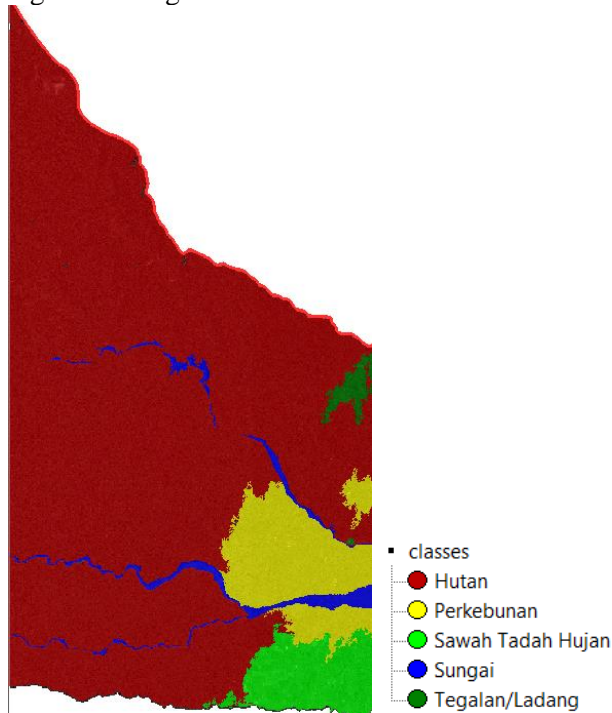 classes
Hutan
Perkebunan
Sawah Tadah Hujan
Sungai
Tegalan/Ladang